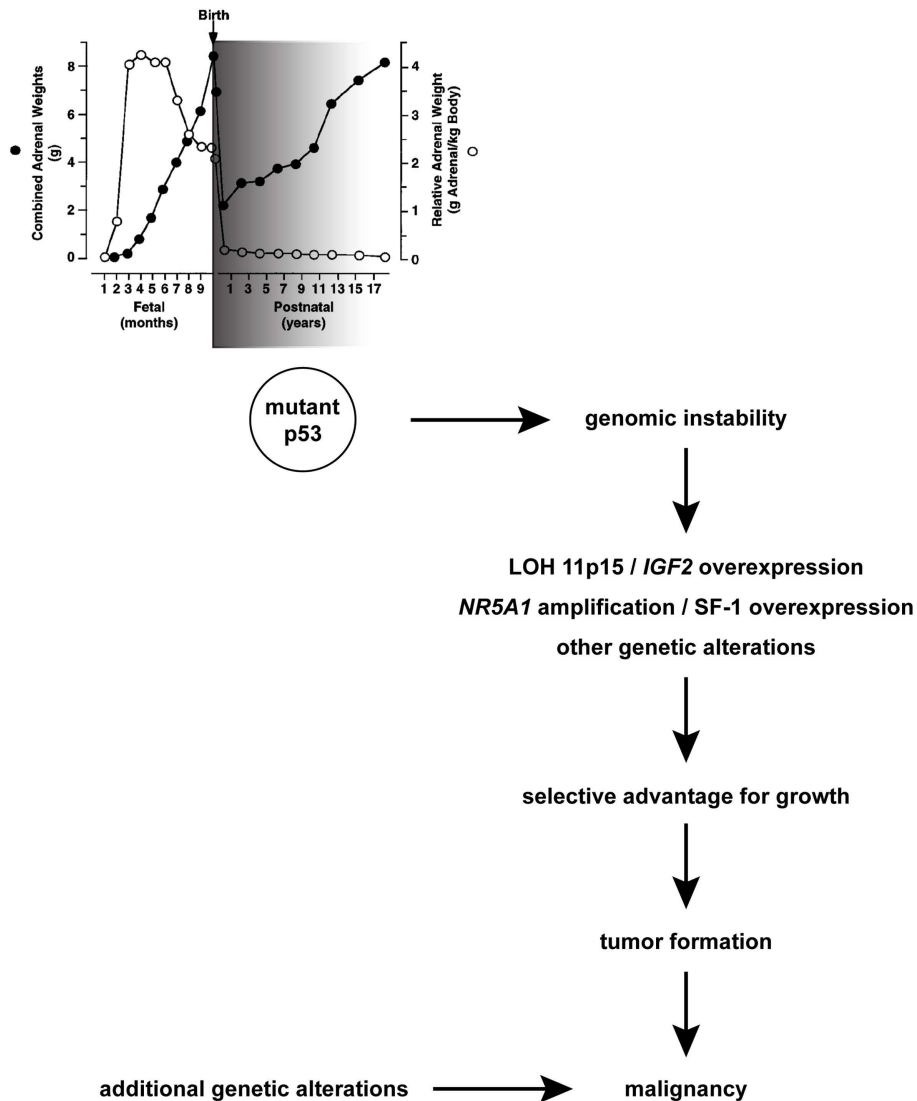 Birth
8
6
4
2
0
Combined Adrenal Weights
(g)
4
3
2
1
0
Relative Adrenal Weight
(g Adrenal/kg Body)
1 2 3 4 5 6 7 8 9
1 3 5 7 9 11 13 15 17
Fetal
(months)
Postnatal
(years)
mutant
p53
genomic instability
LOH 11p15 / IGF2 overexpression
NR5A1 amplification / SF-1 overexpression
other genetic alterations
selective advantage for growth
tumor formation
additional genetic alterations
malignancy